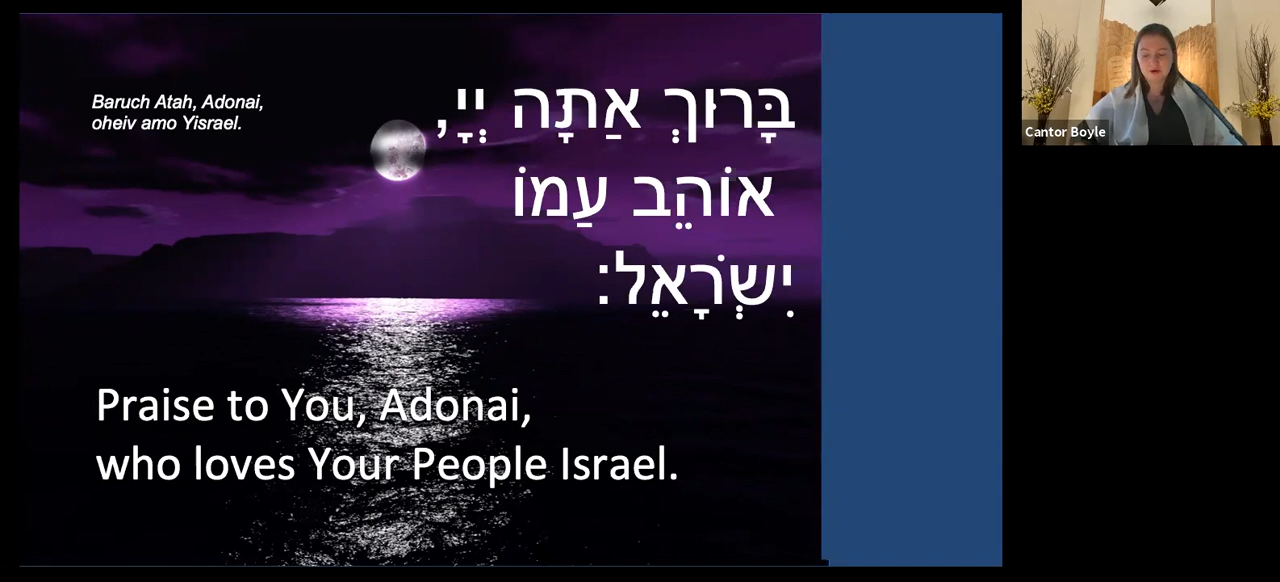 Baruch Atah, Adonai,
oheiv amo Yisrael.
בָּרוּךְ אַתָּה יְיָ,
אוֹהֵב עַמוֹ
יִשְׂרָאֵל:
Praise to You, Adonai,
who loves Your People Israel.
Cantor Boyle